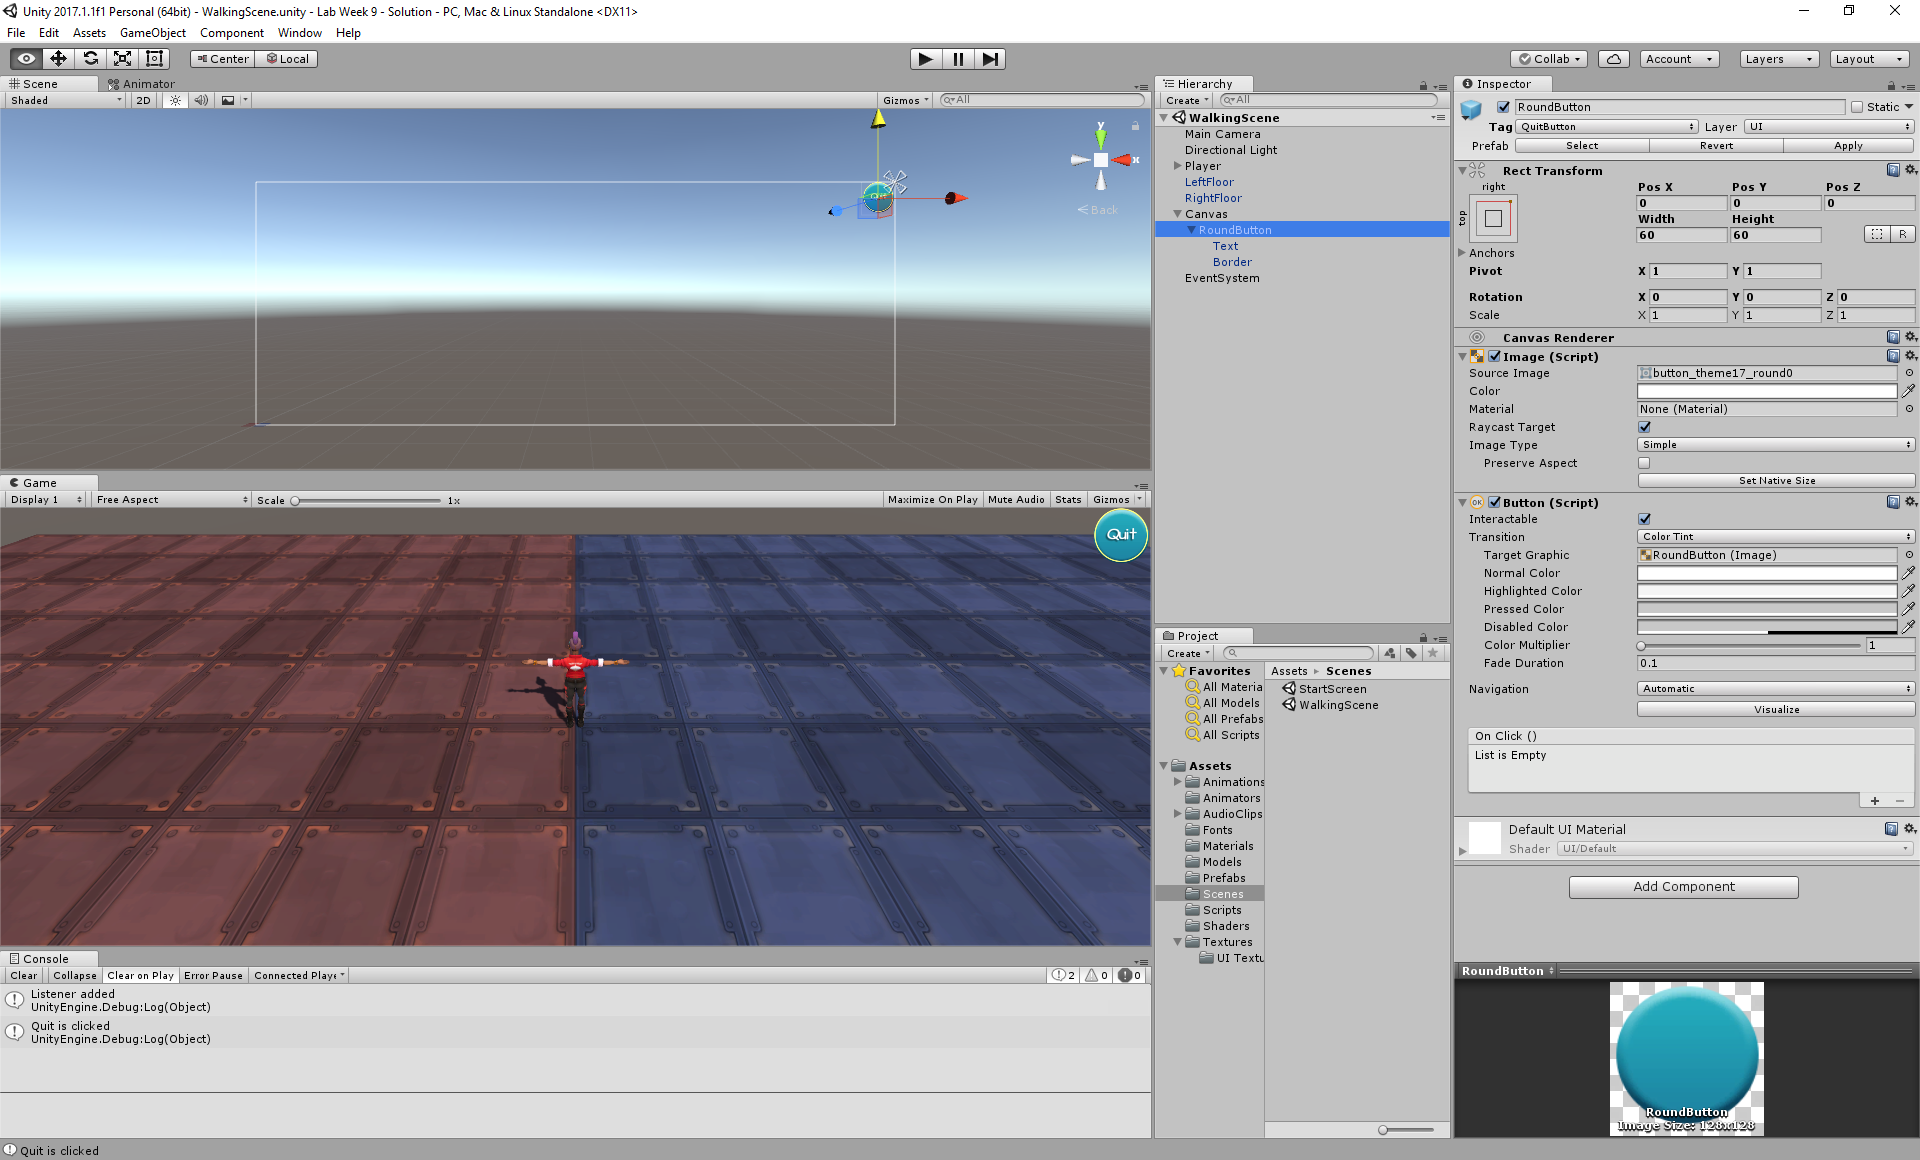 Unity 2017.1.1f1 Personal (64bit) - WalkingScene.unity - Lab Week 9 - Solution - PC, Mac & Linux Standalone <DX11>
File Edit Assets GameObject Component Window Help
Center Local
Collab Account Layers Layout
Scene Animator
Shaded 2D Gizmos All
y
x
Back
Quit
Game
Display 1 Free Aspect Scale 1x Maximize On Play Mute Audio Stats Gizmos
Quit
Console
Clear Collapse Clear on Play Error Pause Connected Playe 2 0 0
Listener added
UnityEngine.Debug:Log(Object)
Quit is clicked
UnityEngine.Debug:Log(Object)
Quit is clicked
Hierarchy
Create All
WalkingScene
Main Camera
Directional Light
Player
LeftFloor
RightFloor
Canvas
RoundButton
Text
Border
EventSystem
Project
Create
Favorites
All Materia
All Models
All Prefabs
All Scripts
Assets
Animations
Animators
AudioClips
Fonts
Materials
Models
Prefabs
Scenes
Scripts
Shaders
Textures
UI Textu
Assets Scenes
StartScreen
WalkingScene
Inspector
RoundButton Static
Tag QuitButton Layer UI
Prefab Select Revert Apply
Rect Transform
right
top
Pos X Pos Y Pos Z
0 0 0
Width Height
60 60
R
Anchors
Pivot X 1 Y 1
Rotation X 0 Y 0 Z 0
Scale X 1 Y 1 Z 1
Canvas Renderer
Image (Script)
Source Image button_theme17_round0
Color
Material None (Material)
Raycast Target
Image Type Simple
Preserve Aspect
Set Native Size
OK Button (Script)
Interactable
Transition Color Tint
Target Graphic RoundButton (Image)
Normal Color
Highlighted Color
Pressed Color
Disabled Color
Color Multiplier 1
Fade Duration 0.1
Navigation Automatic
Visualize
On Click ()
List is Empty
+ −
Default UI Material
Shader UI/Default
Add Component
RoundButton
RoundButton
Image Size: 128x128